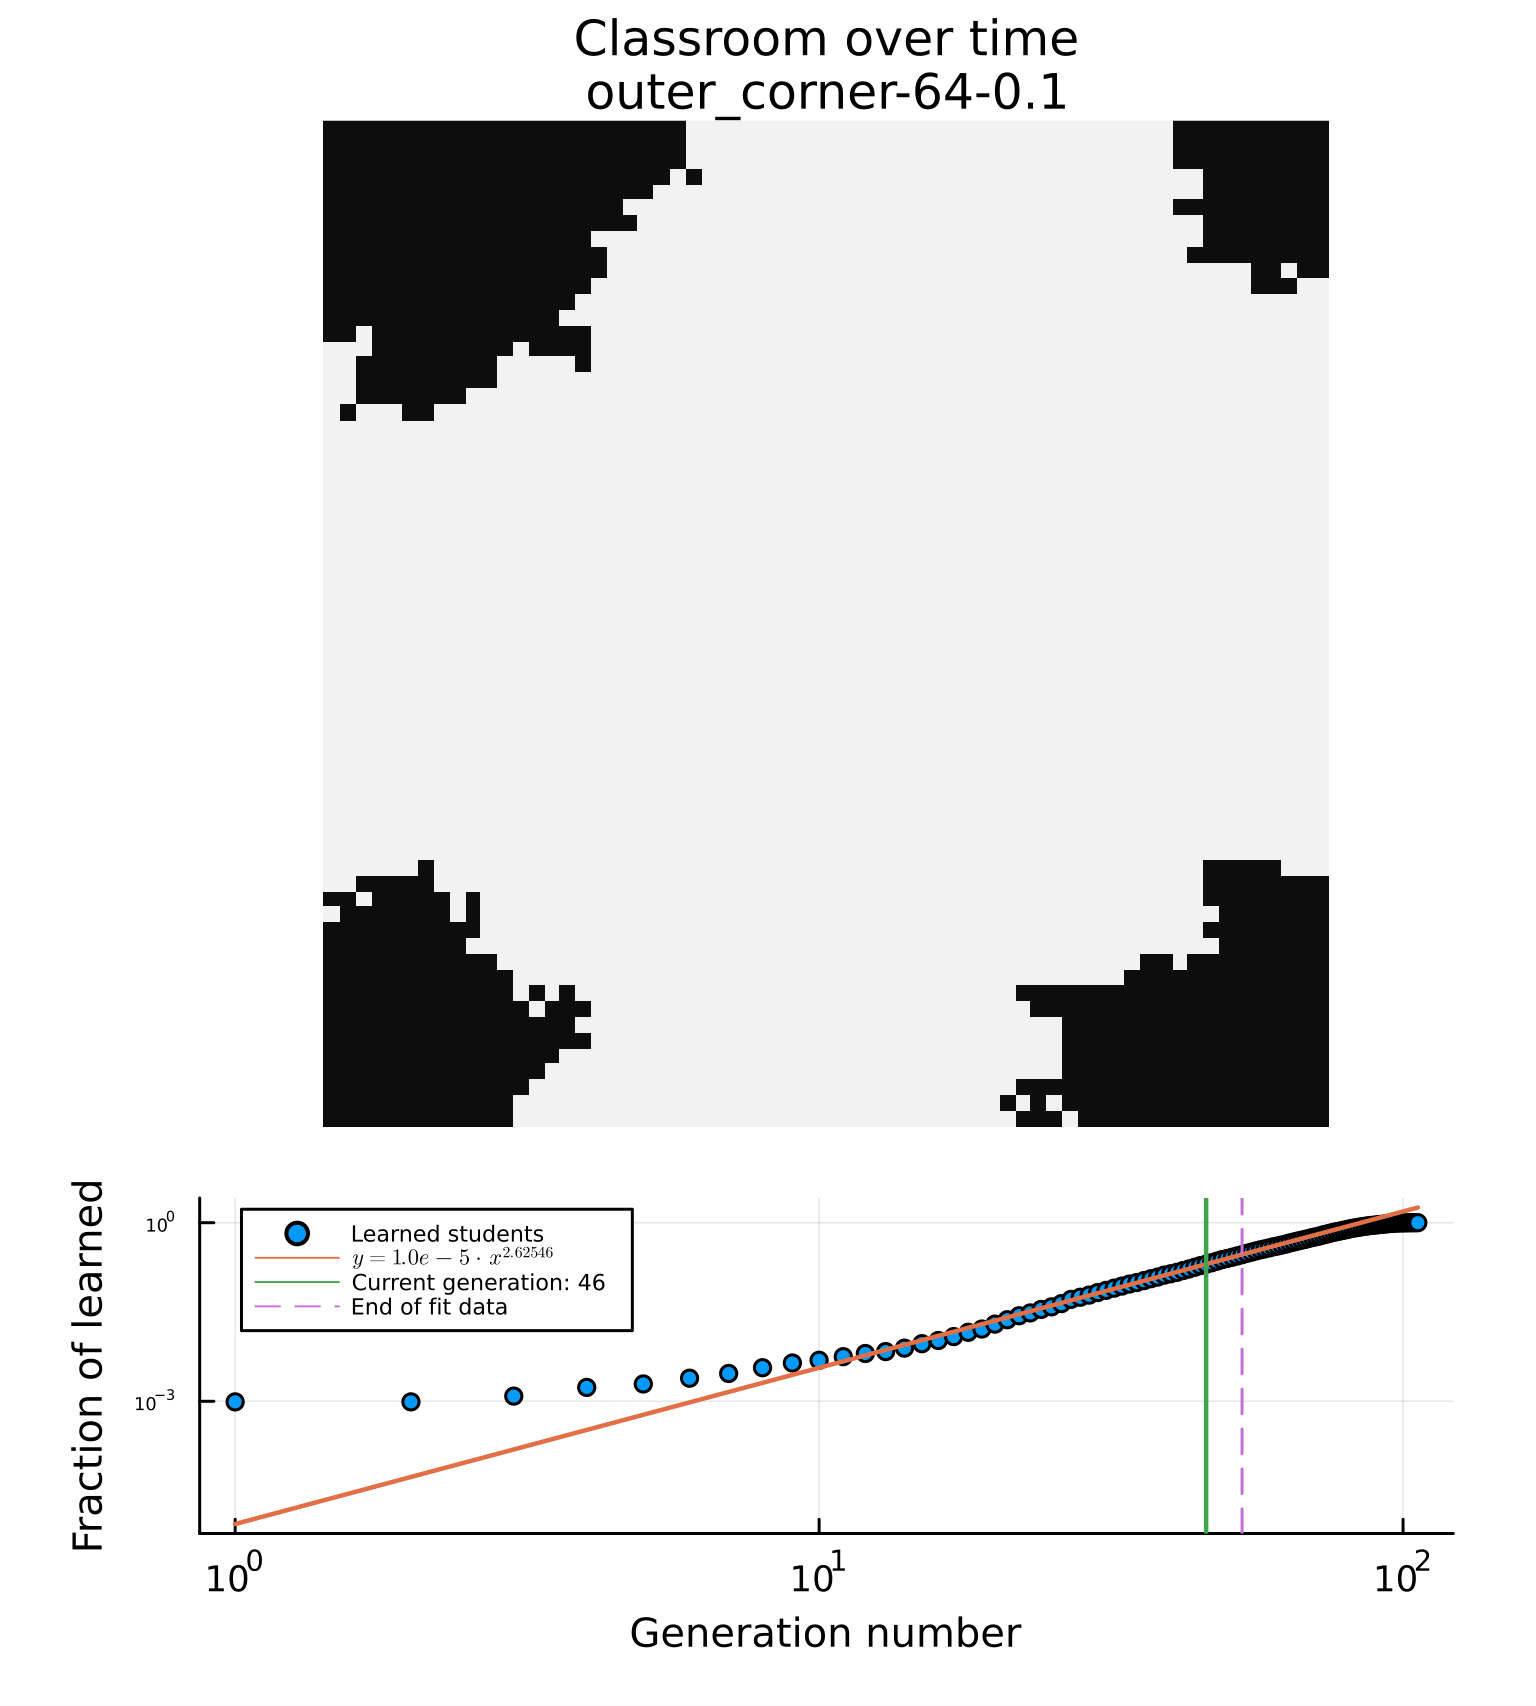 Classroom over time
outer_corner-64-0.1
Fraction of learned
10^0
10^-3
Learned students
y = 1.0e − 5 · x^2.62546
Current generation: 46
End of fit data
10^0
10^1
10^2
Generation number